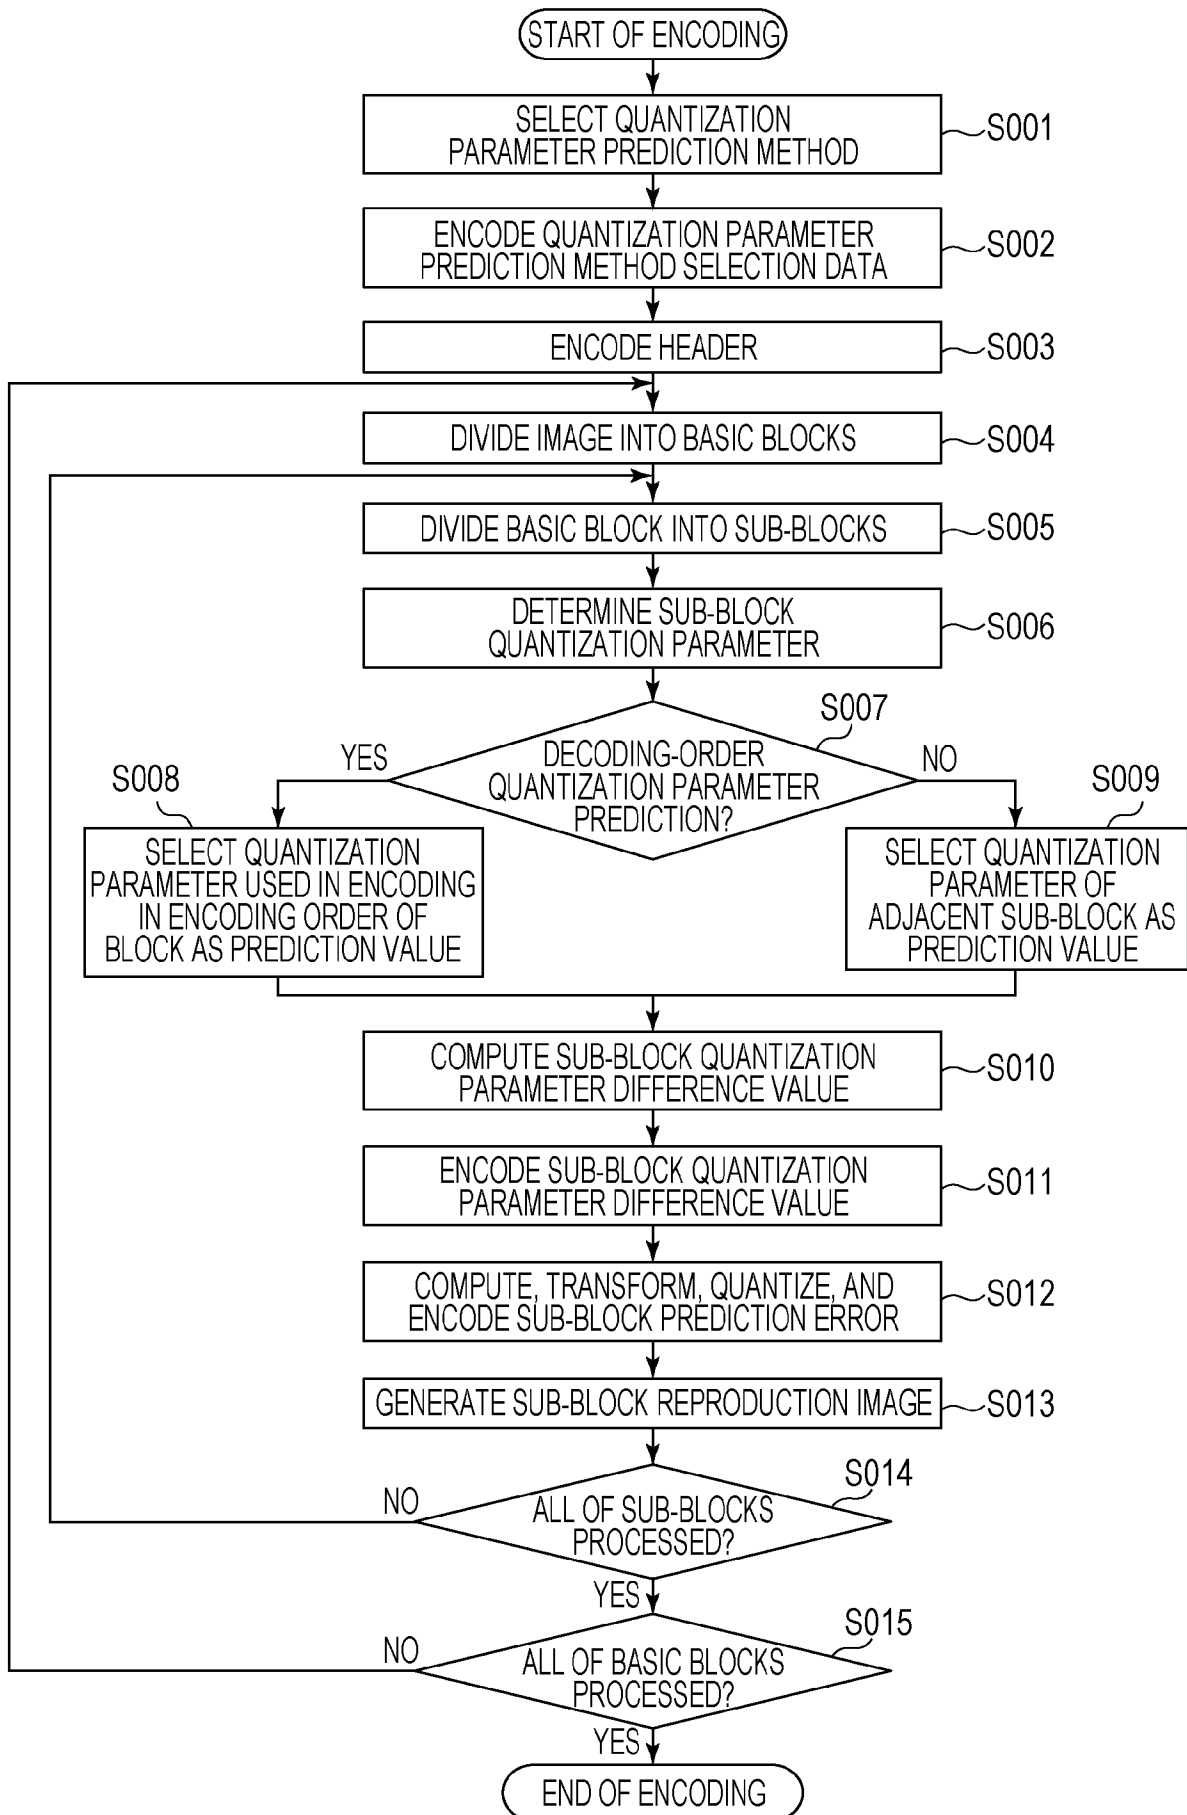 START OF ENCODING
SELECT QUANTIZATION
PARAMETER PREDICTION METHOD
S001
ENCODE QUANTIZATION PARAMETER
PREDICTION METHOD SELECTION DATA
S002
ENCODE HEADER
S003
DIVIDE IMAGE INTO BASIC BLOCKS
S004
DIVIDE BASIC BLOCK INTO SUB-BLOCKS
S005
DETERMINE SUB-BLOCK
QUANTIZATION PARAMETER
S006
DECODING-ORDER
QUANTIZATION PARAMETER
PREDICTION?
S007
YES
NO
S008
SELECT QUANTIZATION
PARAMETER USED IN ENCODING
IN ENCODING ORDER OF
BLOCK AS PREDICTION VALUE
S009
SELECT QUANTIZATION
PARAMETER OF
ADJACENT SUB-BLOCK AS
PREDICTION VALUE
COMPUTE SUB-BLOCK QUANTIZATION
PARAMETER DIFFERENCE VALUE
S010
ENCODE SUB-BLOCK QUANTIZATION
PARAMETER DIFFERENCE VALUE
S011
COMPUTE, TRANSFORM, QUANTIZE, AND
ENCODE SUB-BLOCK PREDICTION ERROR
S012
GENERATE SUB-BLOCK REPRODUCTION IMAGE
S013
S014
NO
ALL OF SUB-BLOCKS
PROCESSED?
YES
S015
NO
ALL OF BASIC BLOCKS
PROCESSED?
YES
END OF ENCODING